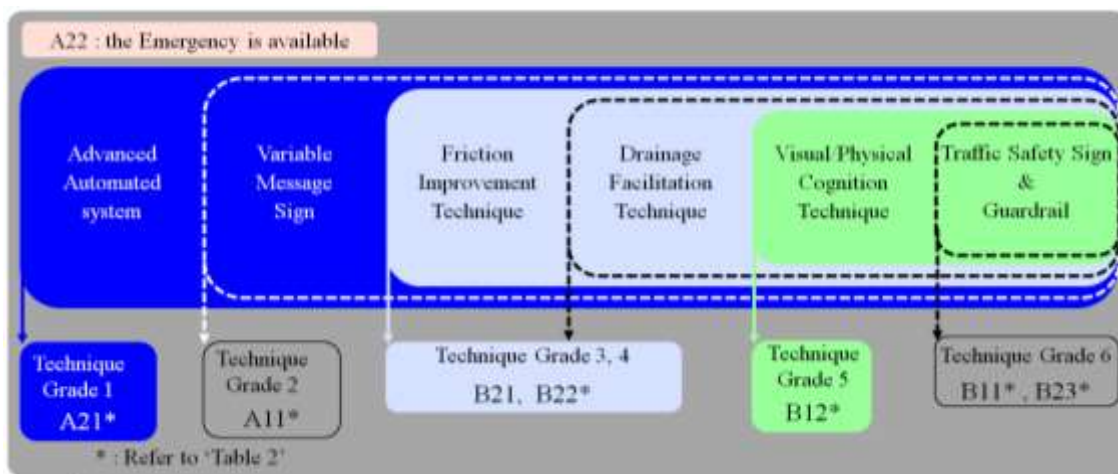 A22 : the Emergency is available
Advanced
Automated
system
Variable
Message
Sign
Friction
Improvement
Technique
Drainage
Facilitation
Technique
Visual/Physical
Cognition
Technique
Traffic Safety Sign
&
Guardrail
Technique
Grade 1
A21*
Technique
Grade 2
A11*
Technique Grade 3, 4
B21, B22*
Technique
Grade 5
B12*
Technique Grade 6
B11* , B23*
* : Refer to ‘Table 2’